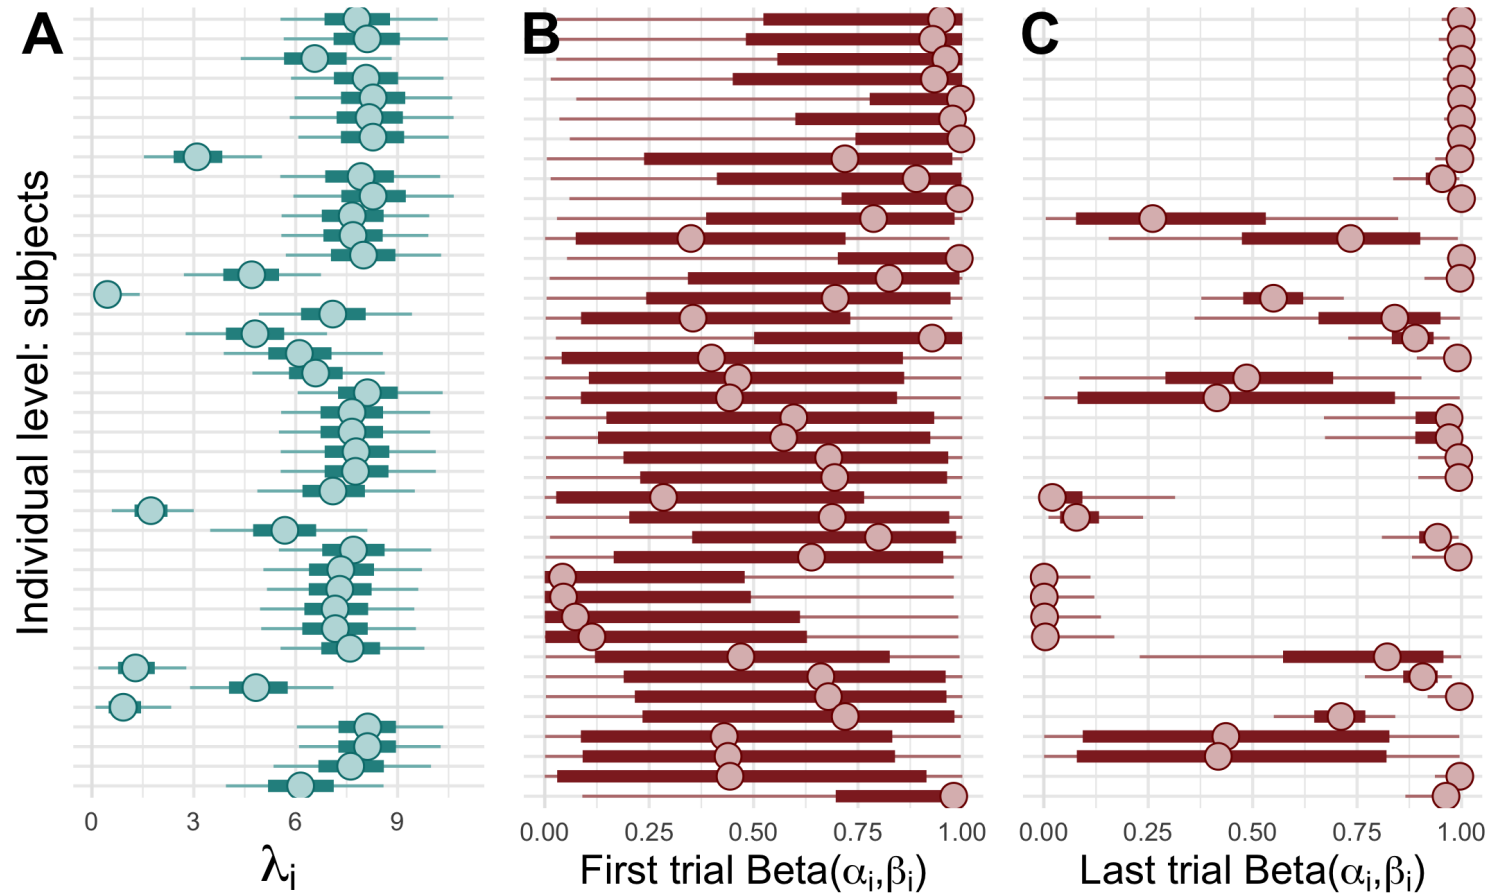 A
B
C
Individual level: subjects
0 3 6 9
0.00 0.25 0.50 0.75 1.00
0.00 0.25 0.50 0.75 1.00
λi
First trial Beta(αi,βi)
Last trial Beta(αi,βi)